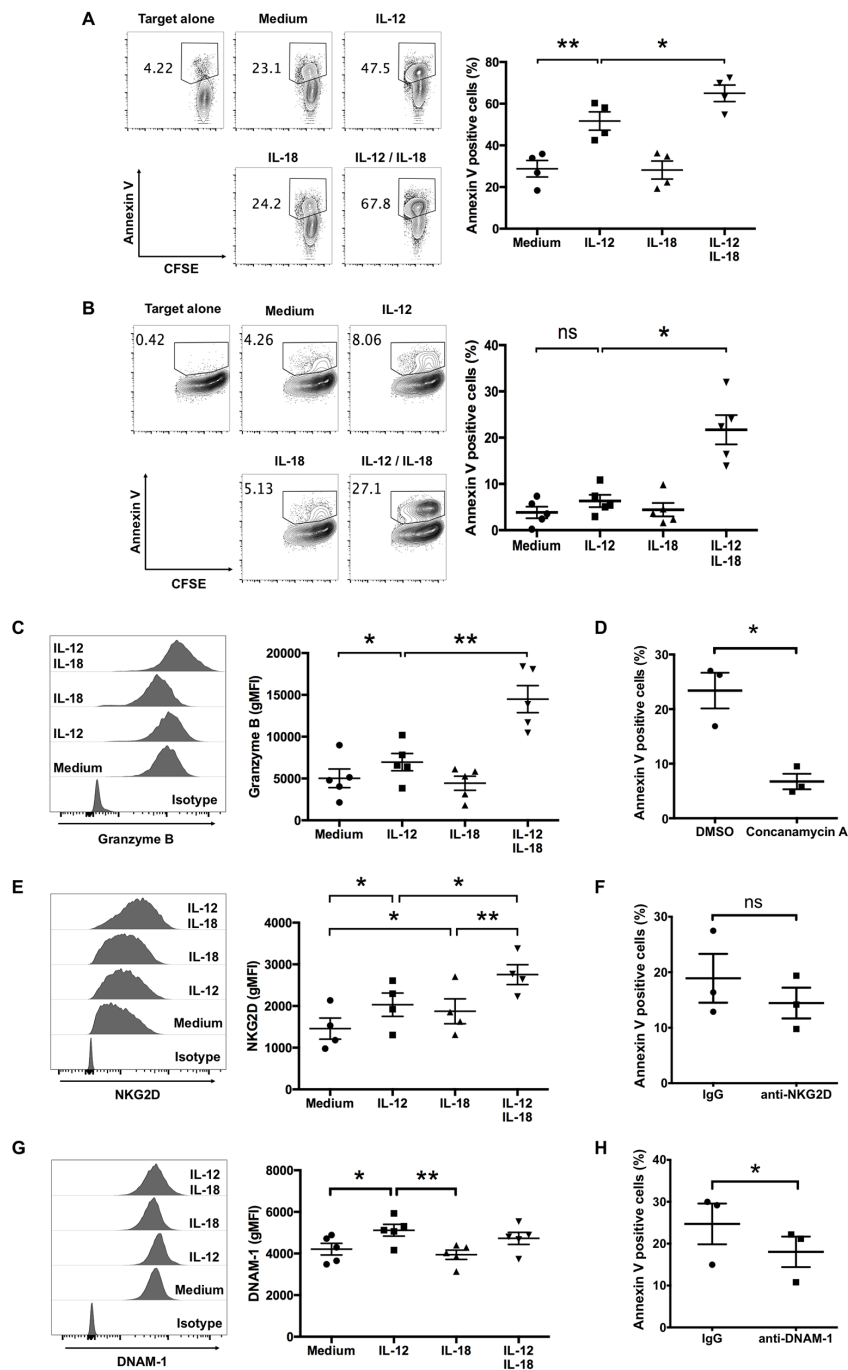 A
Target alone Medium IL-12
4.22 23.1 47.5
IL-18 IL-12 / IL-18
24.2 67.8
Annexin V
CFSE
** *
Annexin V positive cells (%)
80
60
40
20
0
Medium IL-12 IL-18 IL-12
IL-18
B
Target alone Medium IL-12
0.42 4.26 8.06
IL-18 IL-12 / IL-18
5.13 27.1
Annexin V
CFSE
ns *
Annexin V positive cells (%)
40
30
20
10
0
Medium IL-12 IL-18 IL-12
IL-18
C
IL-12
IL-18
IL-18
IL-12
Medium
Isotype
Granzyme B
* **
Granzyme B (gMFI)
20000
15000
10000
5000
0
Medium IL-12 IL-18 IL-12
IL-18
D
*
Annexin V positive cells (%)
30
20
10
0
DMSO Concanamycin A
E
IL-12
IL-18
IL-18
IL-12
Medium
Isotype
NKG2D
* *
* **
NKG2D (gMFI)
4000
3000
2000
1000
0
Medium IL-12 IL-18 IL-12
IL-18
F
ns
Annexin V positive cells (%)
30
20
10
0
IgG anti-NKG2D
G
IL-12
IL-18
IL-18
IL-12
Medium
Isotype
DNAM-1
* **
DNAM-1 (gMFI)
8000
6000
4000
2000
0
Medium IL-12 IL-18 IL-12
IL-18
H
*
Annexin V positive cells (%)
40
30
20
10
0
IgG anti-DNAM-1